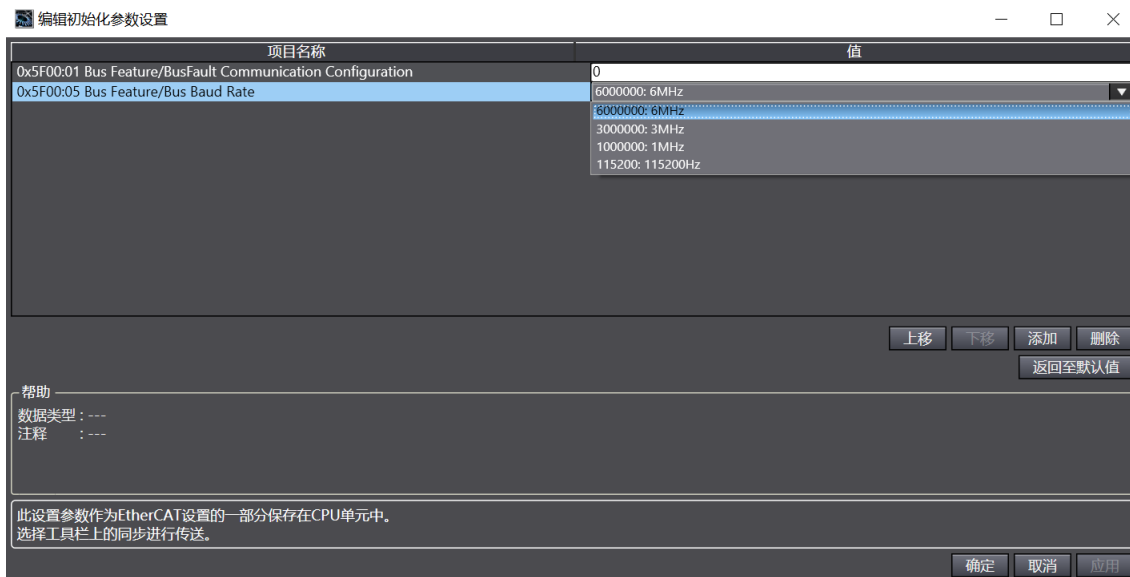 编辑初始化参数设置
项目名称 值
0x5F00:01 Bus Feature/BusFault Communication Configuration 0
0x5F00:05 Bus Feature/Bus Baud Rate 6000000: 6MHz
6000000: 6MHz
3000000: 3MHz
1000000: 1MHz
115200: 115200Hz
上移 下移 添加 删除
返回至默认值
帮助
数据类型 : ---
注释 : ---
此设置参数作为EtherCAT设置的一部分保存在CPU单元中。
选择工具栏上的同步进行传送。
确定 取消 应用